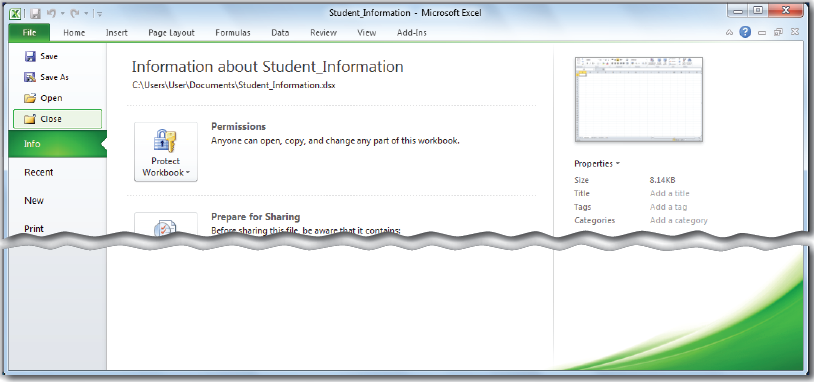 Student_Information - Microsoft Excel
File Home Insert Page Layout Formulas Data Review View Add-Ins
Save
Save As
Open
Close
Info
Recent
New
Print
Information about Student_Information
C:\Users\User\Documents\Student_Information.dsx
Protect
Workbook
Permissions
Anyone can open, copy, and change any part of this workbook.
Prepare for Sharing
Before sharing this file, be aware that it contains:
Properties
Size 8.14KB
Title Add a title
Tags Add a tag
Categories Add a category